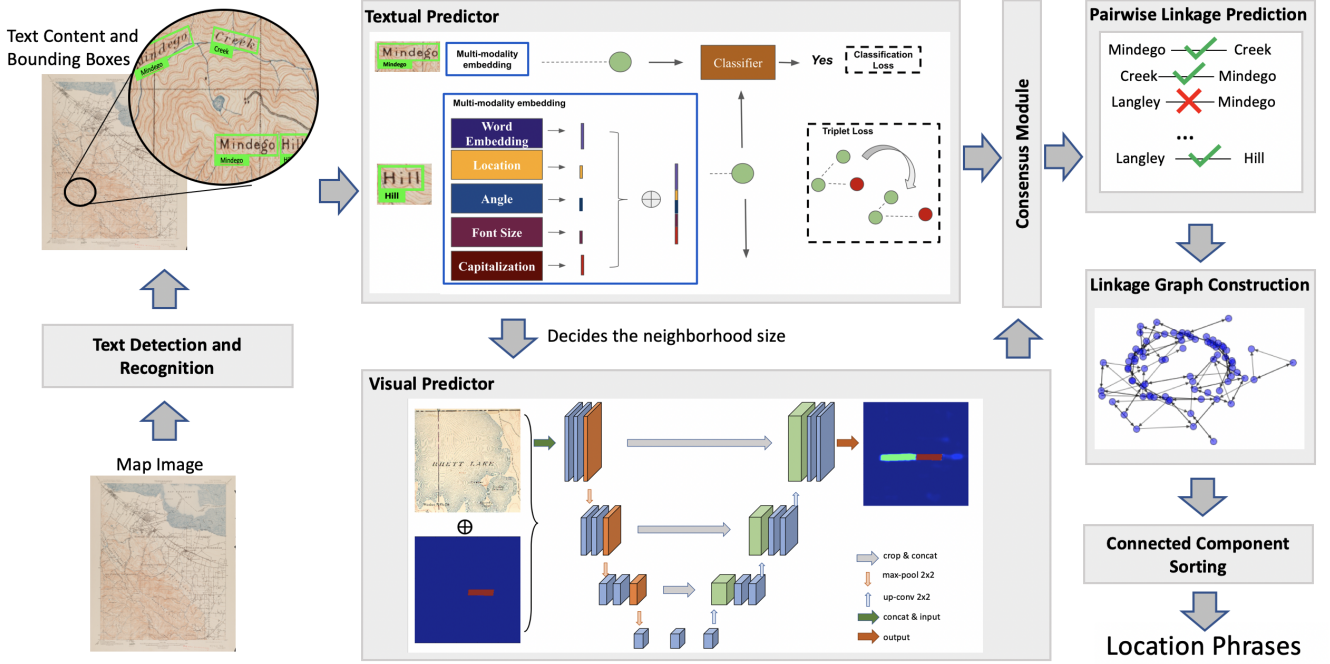 Text Content and
Bounding Boxes
Mindego
Mindego
Creek
Creek
Mindego
Mindego
Hill
Text Detection and
Recognition
Map Image
Textual Predictor
Mindego
Mindego
Multi-modality
embedding
Classifier
Yes
Classification
Loss
Multi-modality embedding
Word
Embedding
Location
Angle
Font Size
Capitalization
Hill
Hill
Triplet Loss
Decides the neighborhood size
Visual Predictor
RHETT LAKE
crop & concat
max-pool 2x2
up-conv 2x2
concat & input
output
Consensus Module
Pairwise Linkage Prediction
Mindego Creek
Creek Mindego
Langley Mindego
...
Langley Hill
Linkage Graph Construction
Connected Component
Sorting
Location Phrases